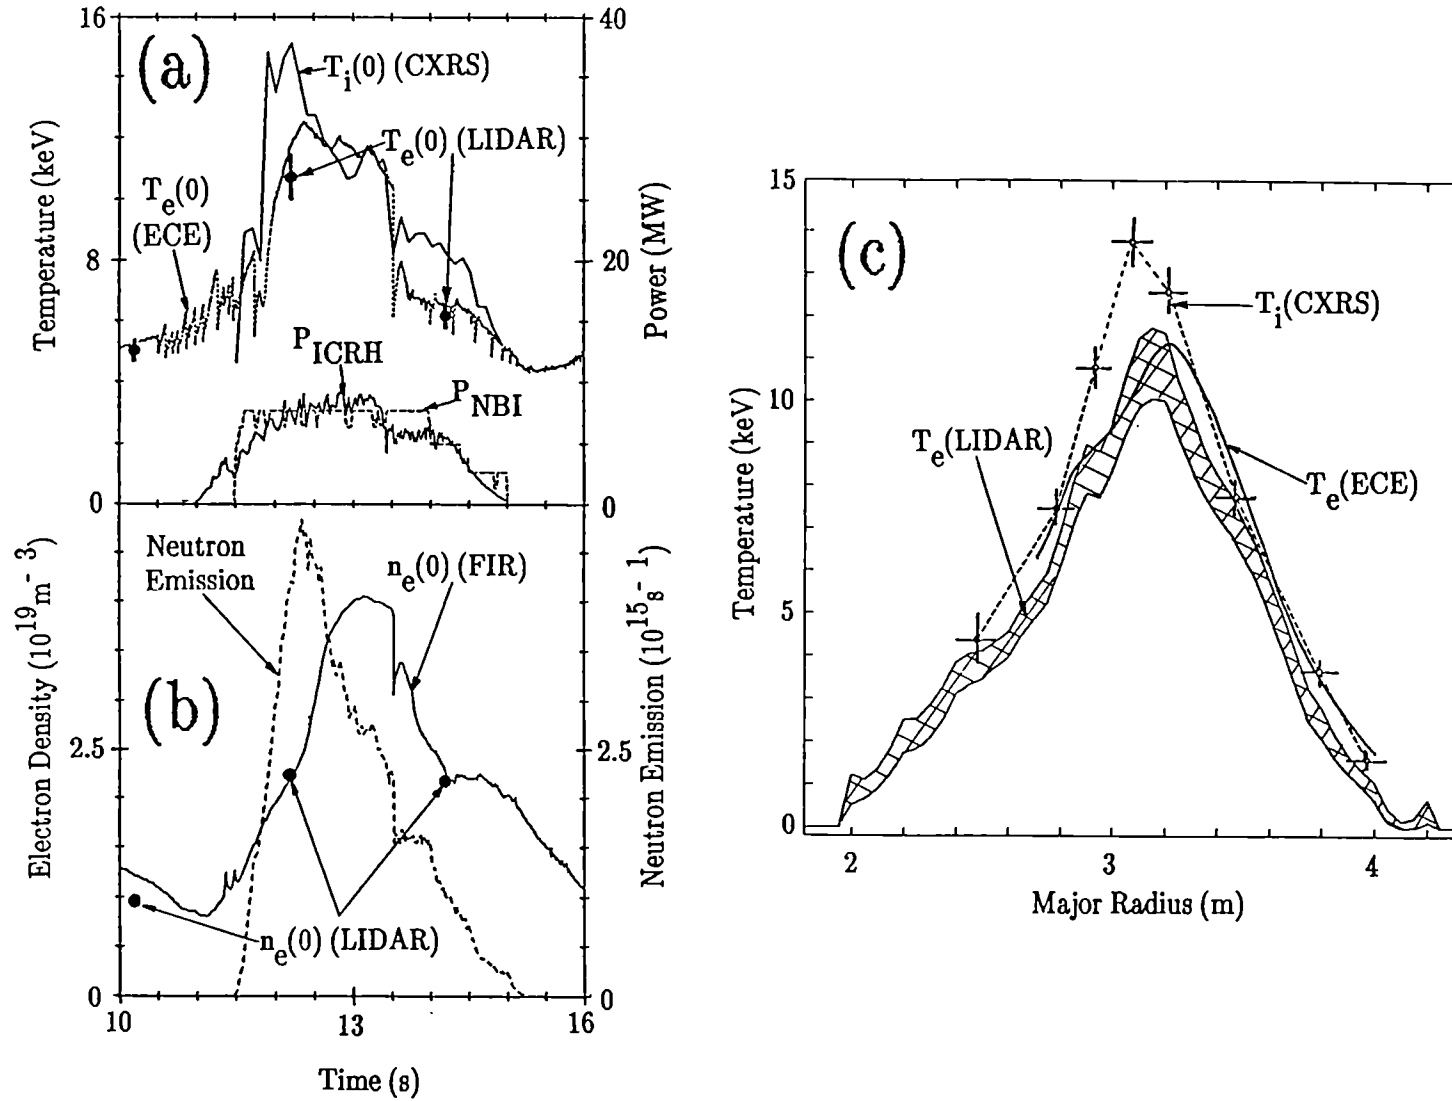 (a)
16
40
T_i(0) (CXRS)
T_e(0) (LIDAR)
T_e(0)
(ECE)
Temperature (keV)
Power (MW)
8
20
P_ICRH
P_NBI
0
0
(b)
Neutron
Emission
n_e(0) (FIR)
Electron Density (10^19 m^-3)
Neutron Emission (10^15 s^-1)
2.5
2.5
n_e(0) (LIDAR)
0
0
10
13
16
Time (s)
(c)
15
T_i(CXRS)
10
T_e(LIDAR)
T_e(ECE)
Temperature (keV)
5
0
2
3
4
Major Radius (m)